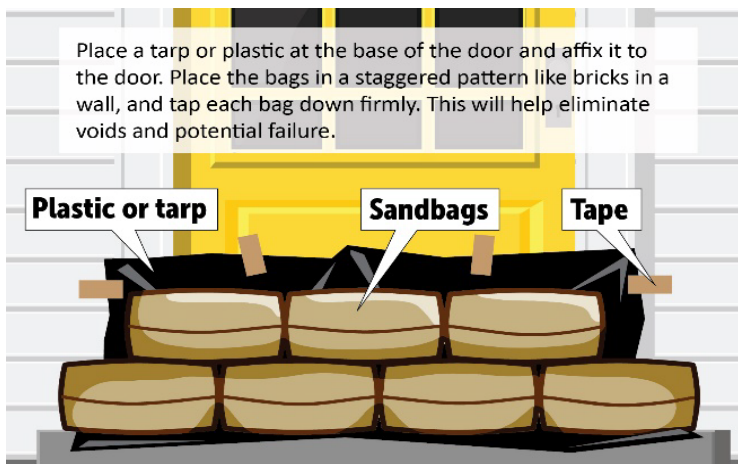 Place a tarp or plastic at the base of the door and affix it to
the door. Place the bags in a staggered pattern like bricks in a
wall, and tap each bag down firmly. This will help eliminate
voids and potential failure.
Plastic or tarp
Sandbags
Tape